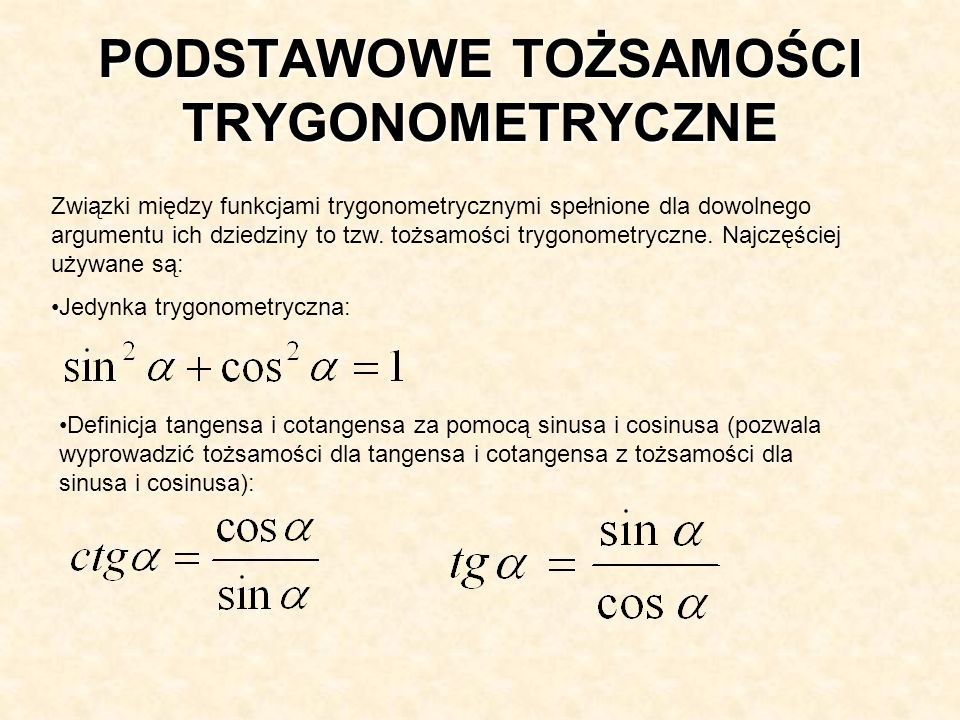 PODSTAWOWE TOŻSAMOŚCI
TRYGONOMETRYCZNE
Związki między funkcjami trygonometrycznymi spełnione dla dowolnego
argumentu ich dziedziny to tzw. tożsamości trygonometryczne. Najczęściej
używane są:
•Jedynka trygonometryczna:
sin² α + cos² α = 1
•Definicja tangensa i cotangensa za pomocą sinusa i cosinusa (pozwala
wyprowadzić tożsamości dla tangensa i cotangensa z tożsamości dla
sinusa i cosinusa):
ctgα = cosα / sinα
tgα = sin α / cos α